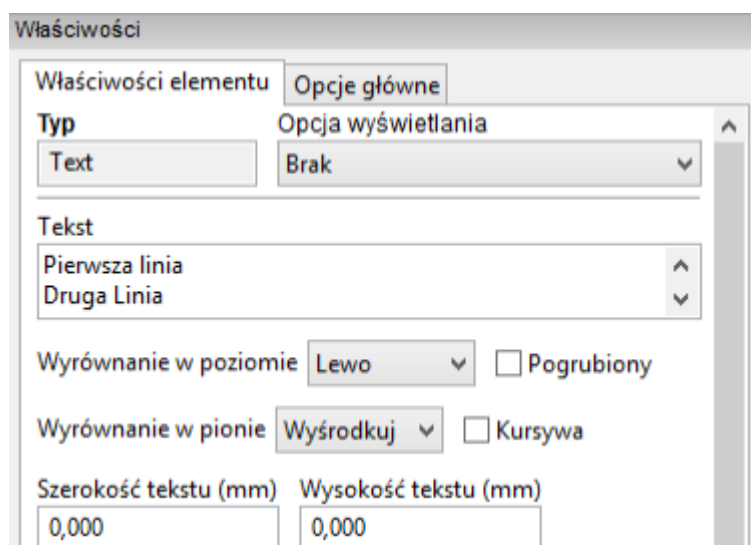 Właściwości
Właściwości elementu Opcje główne
Typ Opcja wyświetlania
Text Brak
Tekst
Pierwsza linia
Druga Linia
Wyrównanie w poziomie Lewo Pogrubiony
Wyrównanie w pionie Wyśrodkuj Kursywa
Szerokość tekstu (mm) Wysokość tekstu (mm)
0,000 0,000